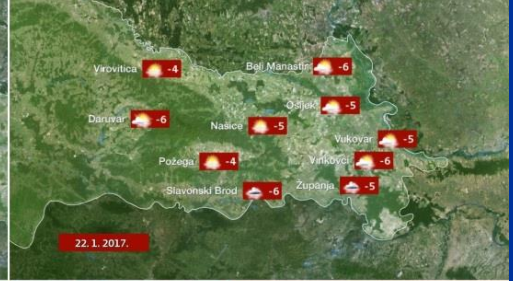 Virovitica -4
Beli Manastir -6
Osijek -5
Daruvar -6
Našice -5
Vukovar -5
Požega -4
Vinkovci -6
Slavonski Brod -6
Županja -5
22. 1. 2017.